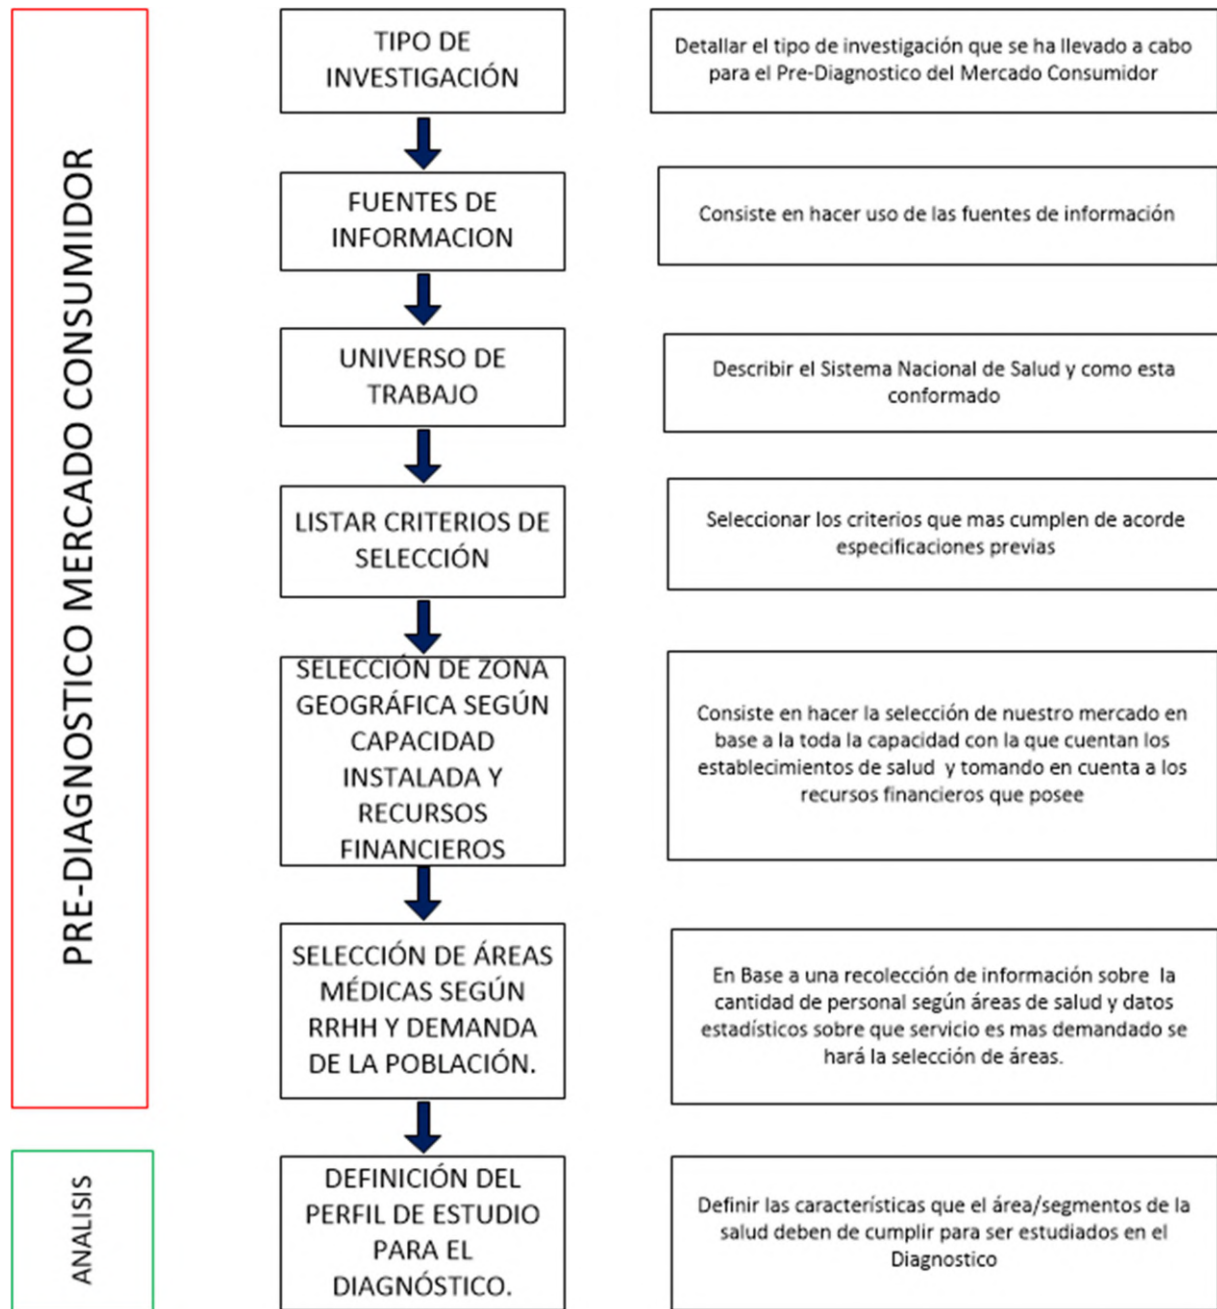 PRE-DIAGNOSTICO MERCADO CONSUMIDOR
TIPO DE
INVESTIGACIÓN
Detallar el tipo de investigación que se ha llevado a cabo
para el Pre-Diagnostico del Mercado Consumidor
FUENTES DE
INFORMACION
Consiste en hacer uso de las fuentes de información
UNIVERSO DE
TRABAJO
Describir el Sistema Nacional de Salud y como esta
conformado
LISTAR CRITERIOS DE
SELECCIÓN
Seleccionar los criterios que mas cumplen de acorde
especificaciones previas
SELECCIÓN DE ZONA
GEOGRÁFICA SEGÚN
CAPACIDAD
INSTALADA Y
RECURSOS
FINANCIEROS
Consiste en hacer la selección de nuestro mercado en
base a la toda la capacidad con la que cuentan los
establecimientos de salud y tomando en cuenta a los
recursos financieros que posee
SELECCIÓN DE ÁREAS
MÉDICAS SEGÚN
RRHH Y DEMANDA
DE LA POBLACIÓN.
En Base a una recolección de información sobre la
cantidad de personal según áreas de salud y datos
estadísticos sobre que servicio es mas demandado se
hará la selección de áreas.
ANALISIS
DEFINICIÓN DEL
PERFIL DE ESTUDIO
PARA EL
DIAGNÓSTICO.
Definir las características que el área/segmentos de la
salud deben de cumplir para ser estudiados en el
Diagnostico